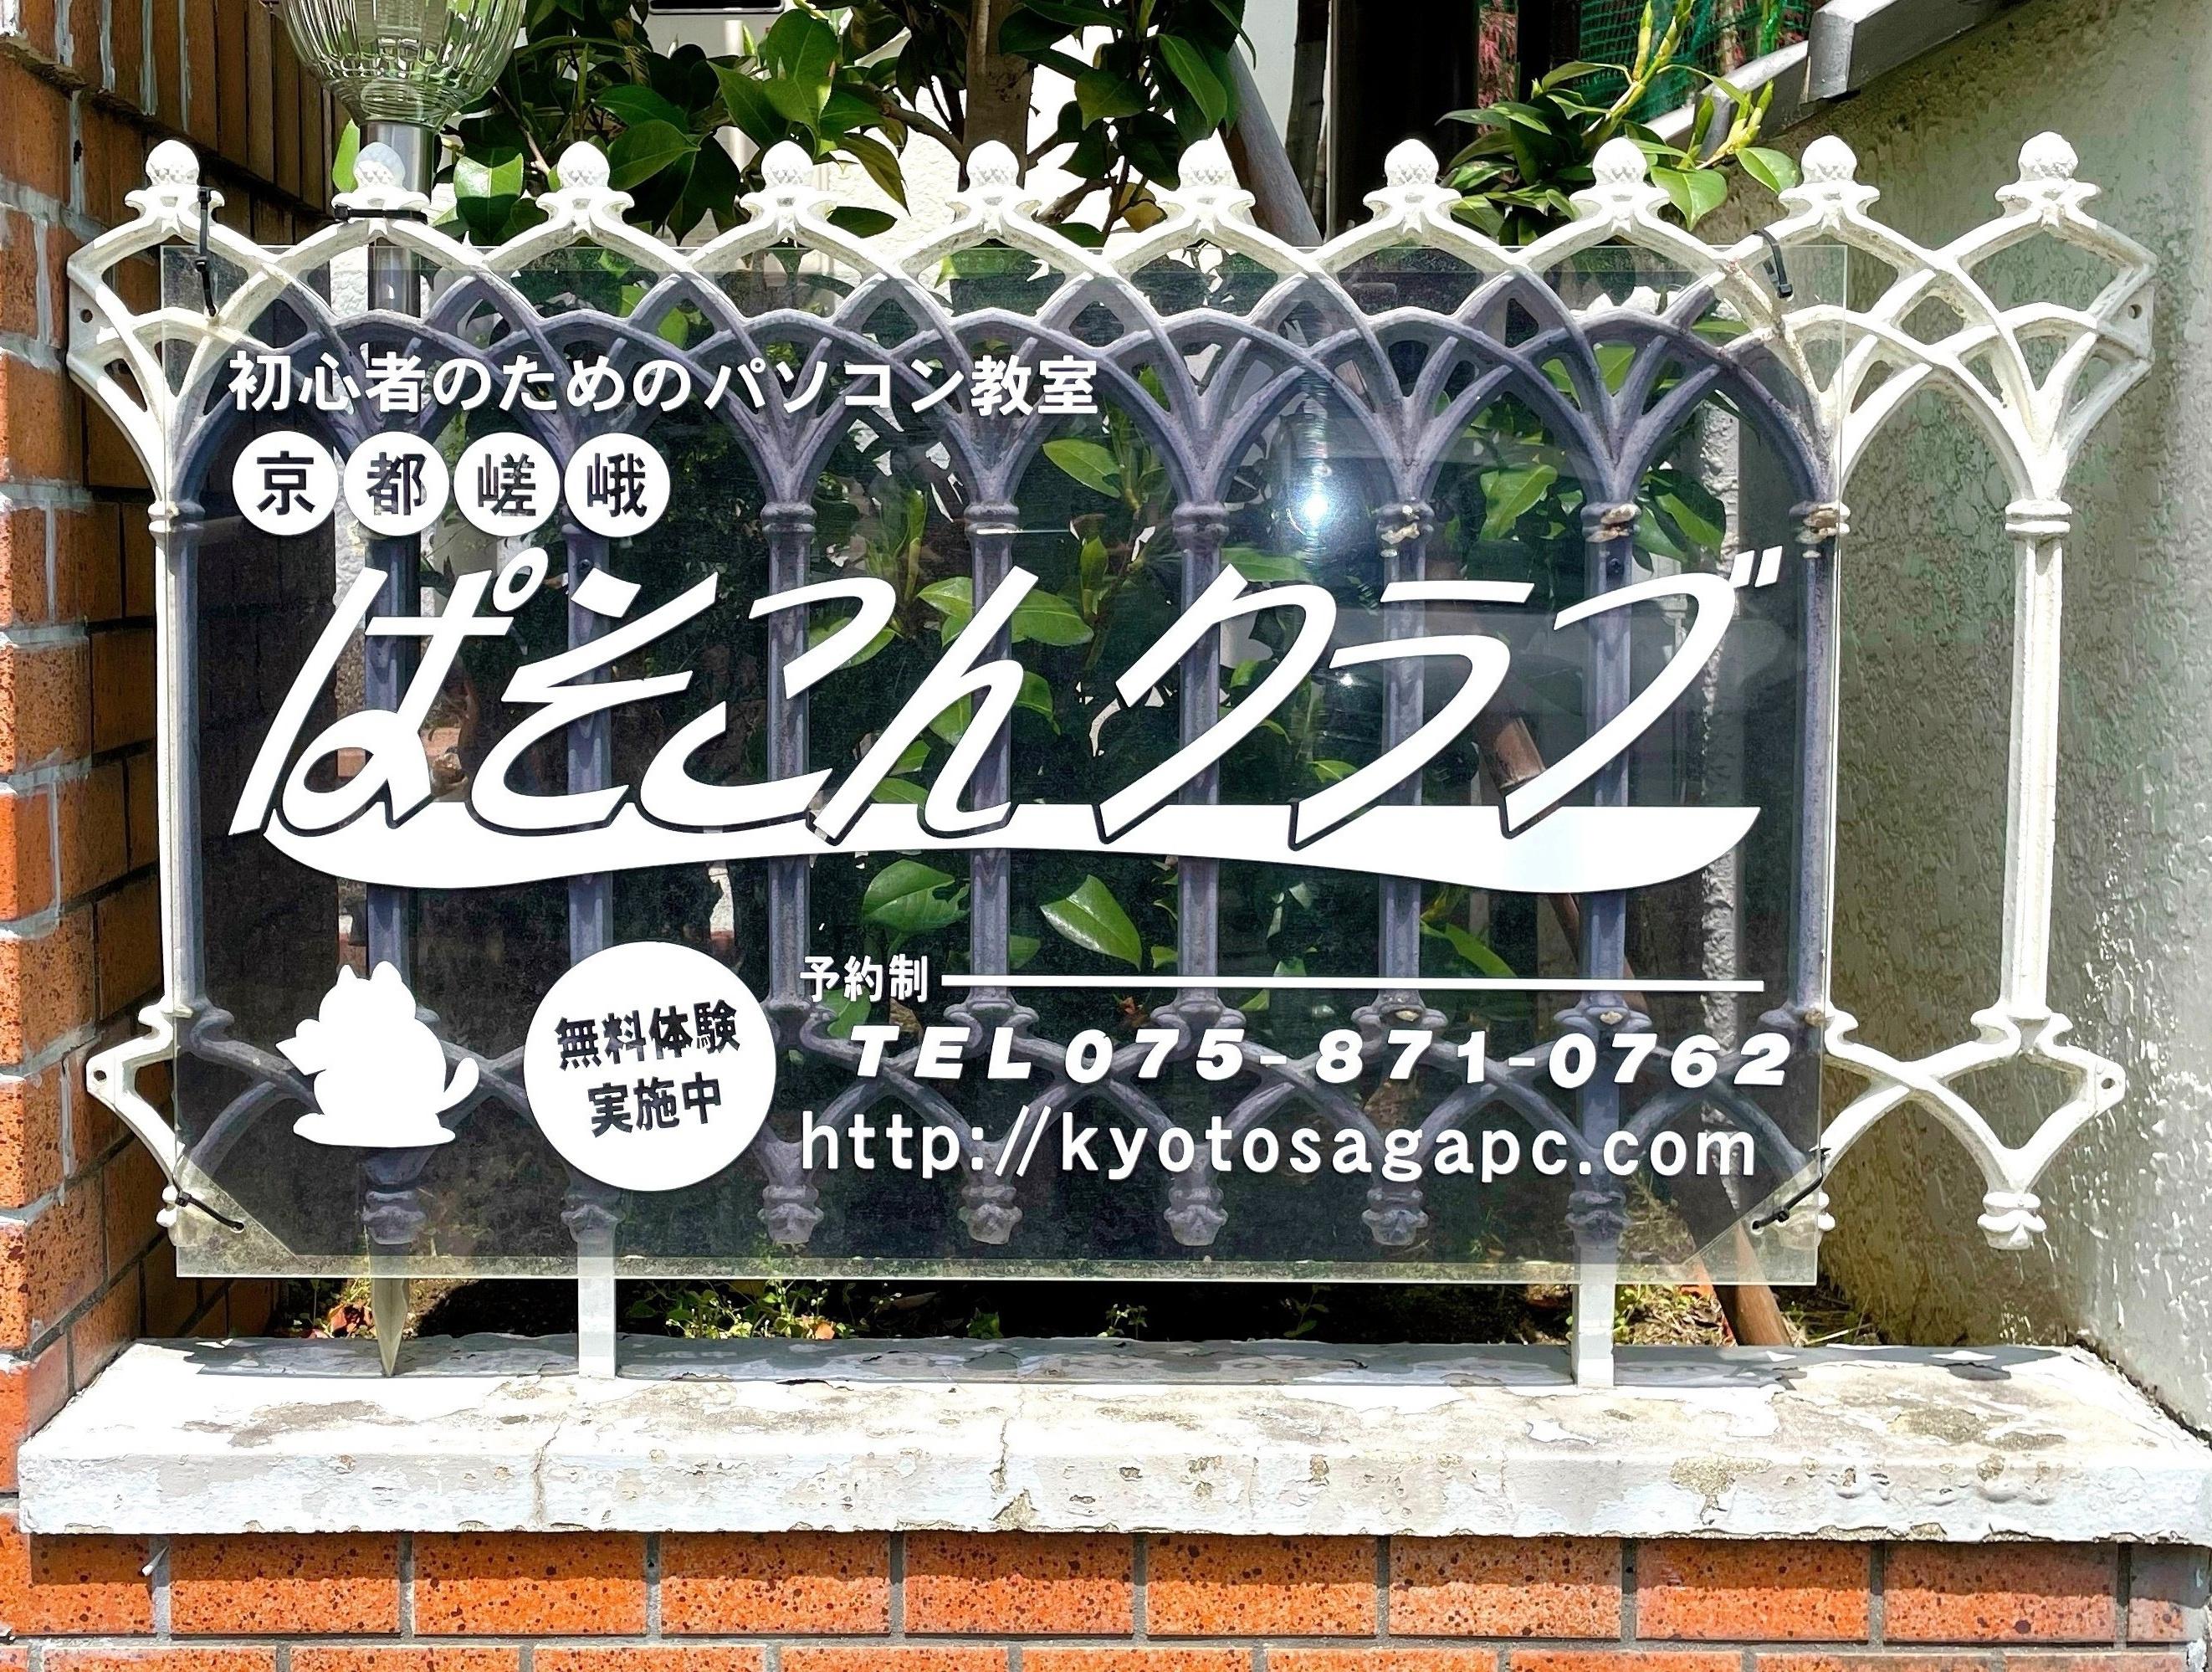 初心者のためのパソコン教室
京都嵯峨
ぱそこんクラブ
無料体験
実施中
予約制
TEL 075-871-0762
http://kyotosagapc.com